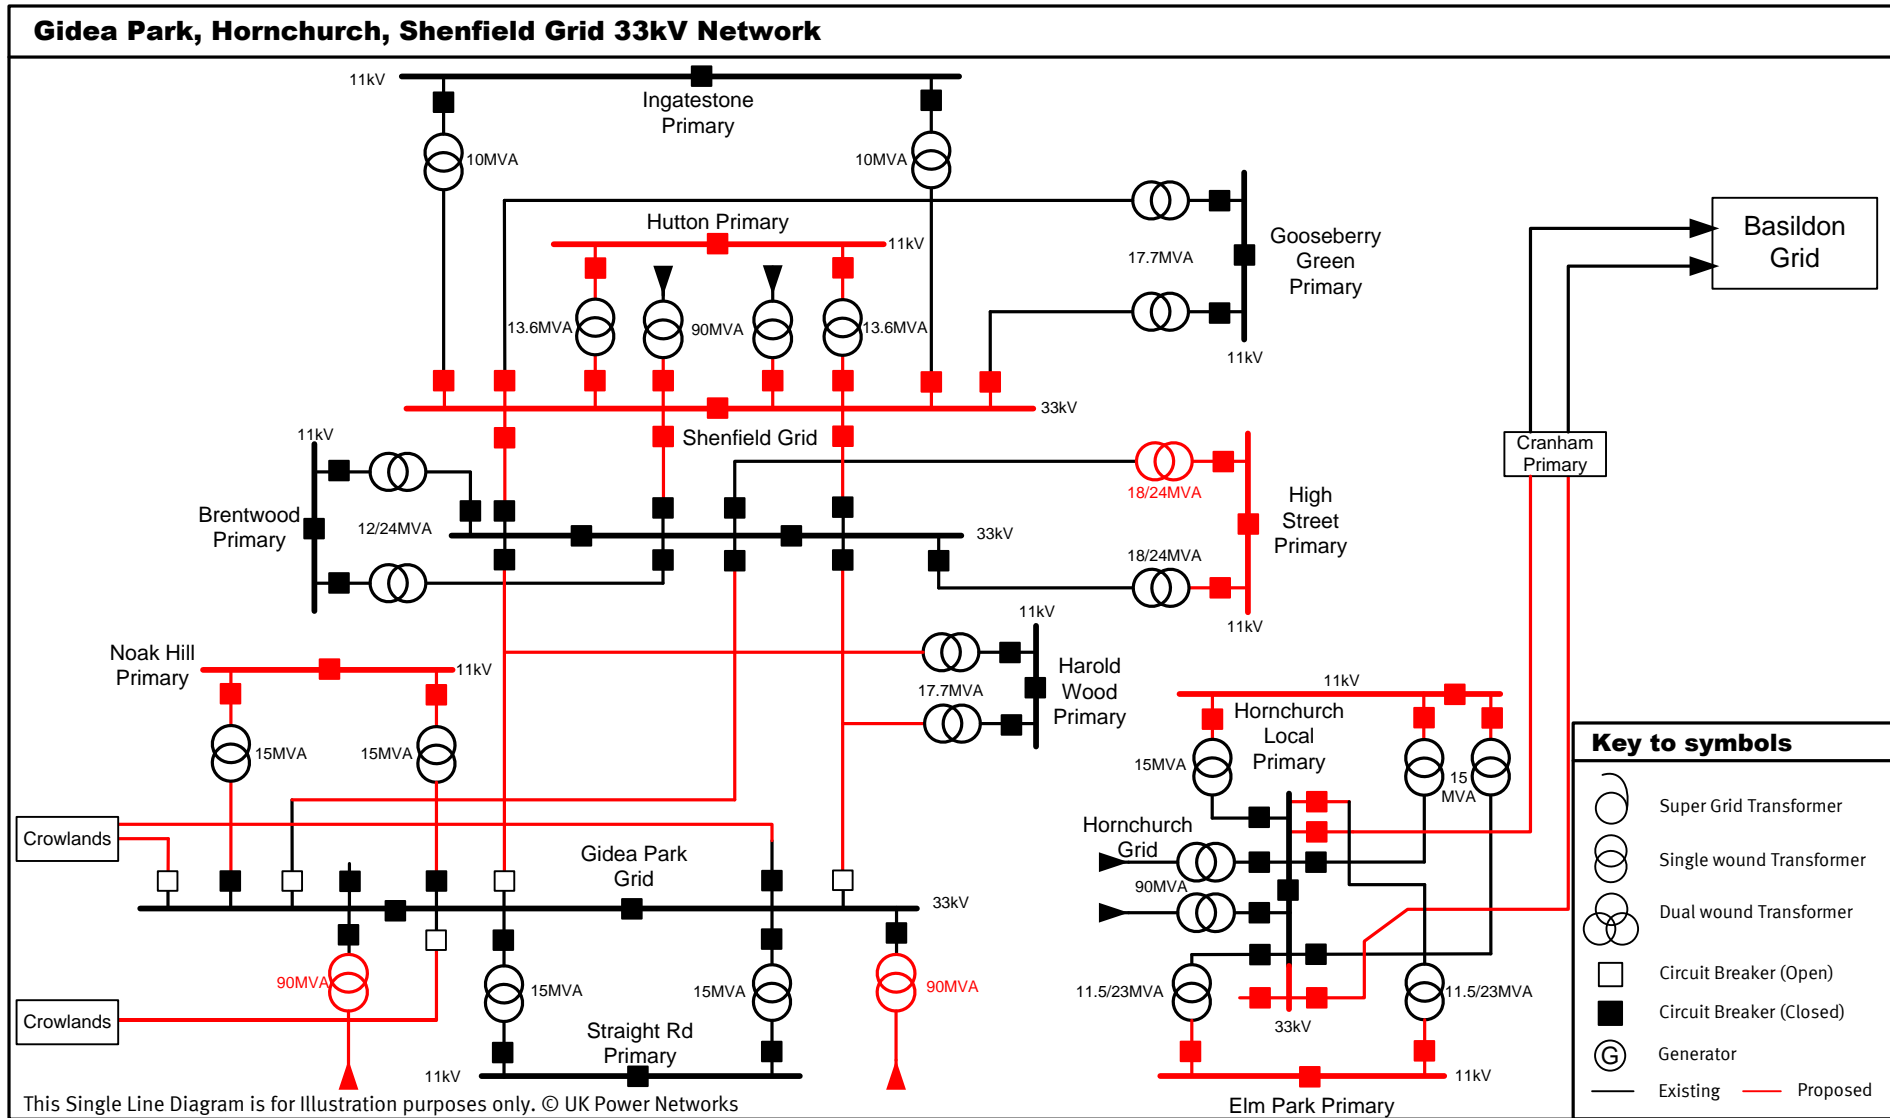 Gidea Park, Hornchurch, Shenfield Grid 33kV Network
11kV
Ingatestone
Primary
10MVA
10MVA
Hutton Primary
11kV
13.6MVA
90MVA
13.6MVA
17.7MVA
Gooseberry
Green
Primary
11kV
Basildon
Grid
33kV
Shenfield Grid
11kV
Brentwood
Primary
12/24MVA
33kV
18/24MVA
18/24MVA
High
Street
Primary
11kV
Cranham
Primary
11kV
Harold
Wood
Primary
17.7MVA
Noak Hill
Primary
11kV
15MVA
15MVA
Crowlands
Gidea Park
Grid
33kV
90MVA
15MVA
15MVA
90MVA
Crowlands
Straight Rd
Primary
11kV
11kV
Hornchurch
Local
Primary
15MVA
15
MVA
Hornchurch
Grid
90MVA
11.5/23MVA
11.5/23MVA
33kV
11kV
Elm Park Primary
Key to symbols
Super Grid Transformer
Single wound Transformer
Dual wound Transformer
Circuit Breaker (Open)
Circuit Breaker (Closed)
G Generator
Existing Proposed
This Single Line Diagram is for Illustration purposes only. © UK Power Networks